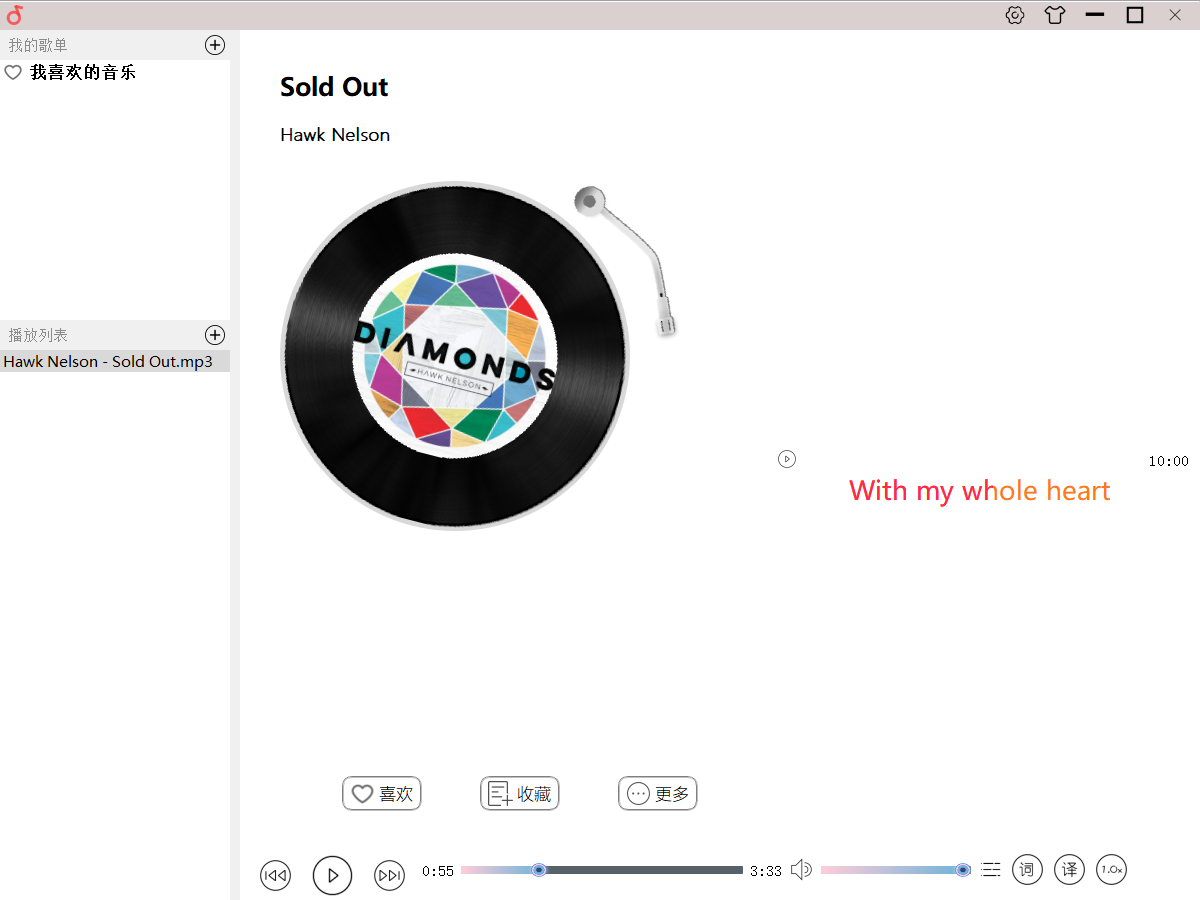 我的歌单
我喜欢的音乐
播放列表
Hawk Nelson - Sold Out.mp3
Sold Out
Hawk Nelson
DIAMONDS
HAWK NELSON
10:00
With my whole heart
喜欢
收藏
更多
0:55
3:33
词
译
1.0x